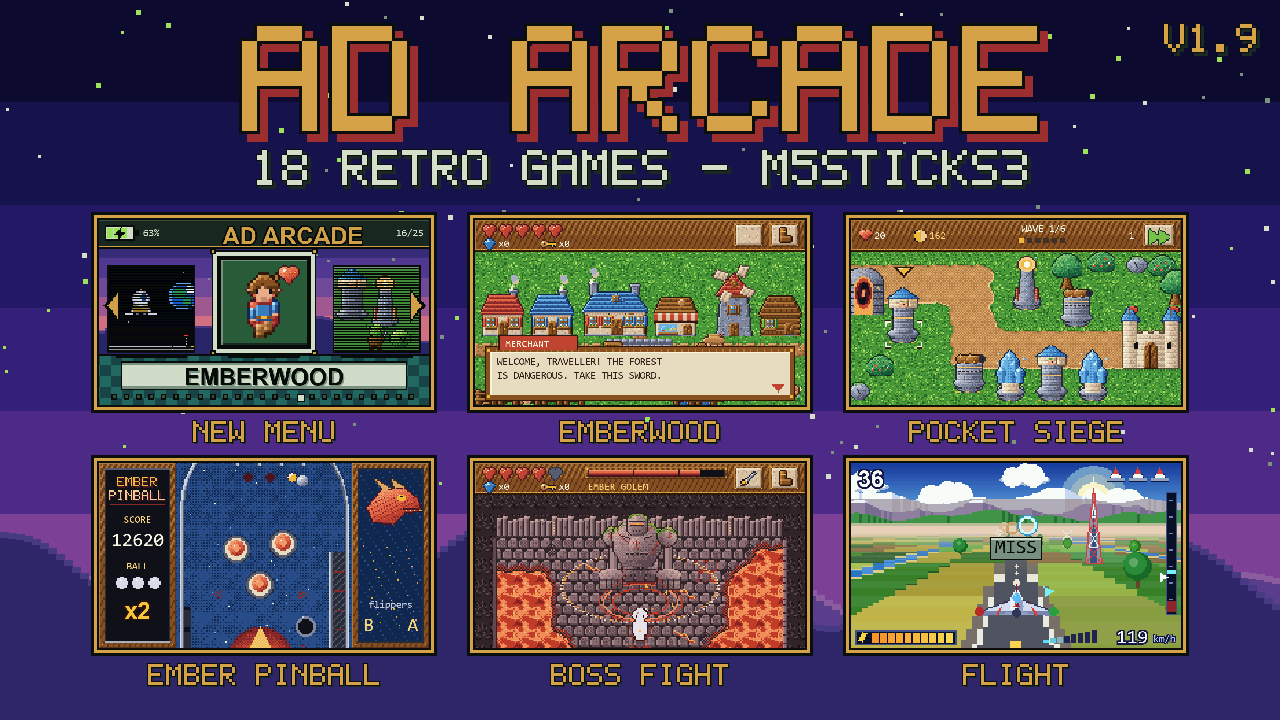 AD ARCADE
V1.9
18 RETRO GAMES - M5STICKS3
63%
AD ARCADE
16/25
EMBERWOOD
NEW MENU
x0
x0
MERCHANT
WELCOME, TRAVELLER! THE FOREST
IS DANGEROUS. TAKE THIS SWORD.
EMBERWOOD
20
162
WAVE 1/6
1
POCKET SIEGE
EMBER
PINBALL
SCORE
12620
BALL
x2
flippers
B A
EMBER PINBALL
x0
x0
EMBER GOLEM
BOSS FIGHT
36
MISS
119 km/h
FLIGHT